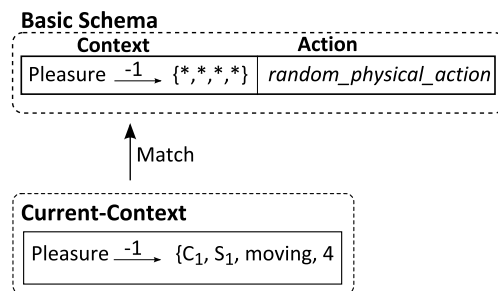 Basic Schema
Context Action
Pleasure -1 {*,*,*,*} random_physical_action
Match
Current-Context
Pleasure -1 {C₁, S₁, moving, 4